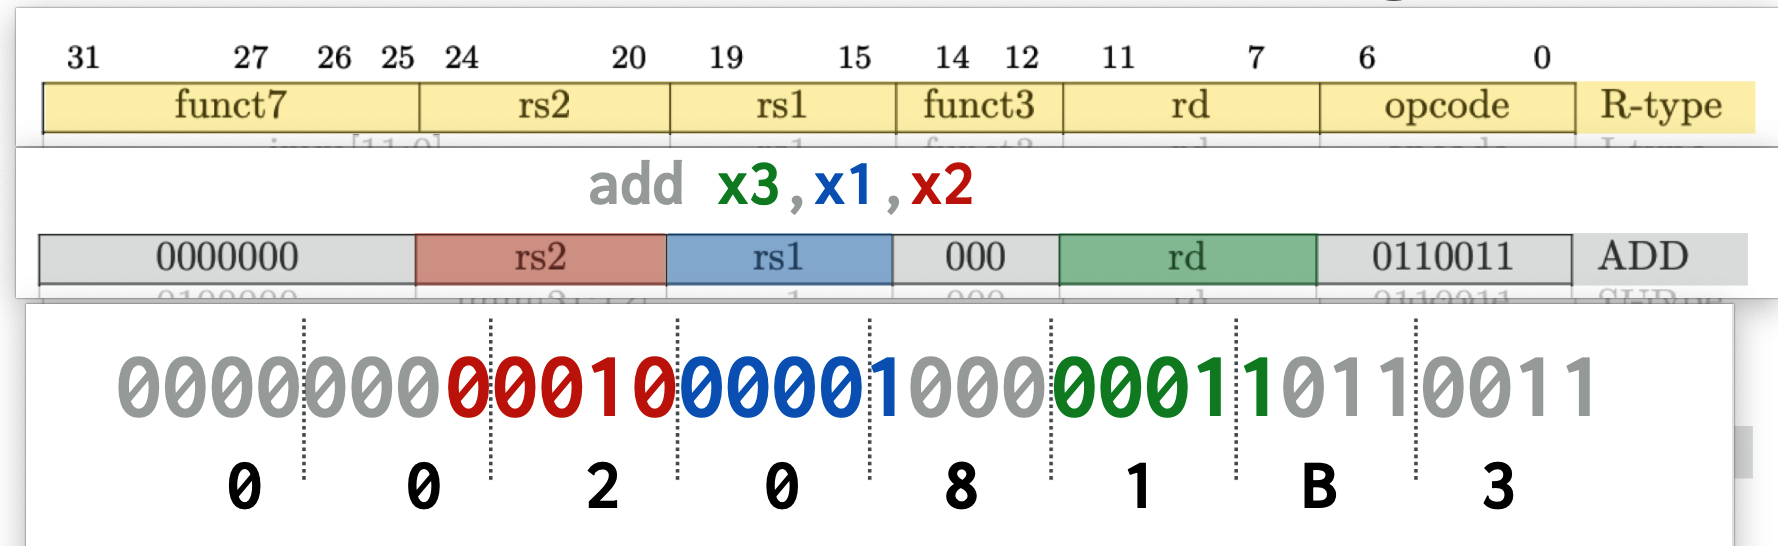 31 27 26 25 24 20 19 15 14 12 11 7 6 0
funct7 rs2 rs1 funct3 rd opcode R-type
add x3,x1,x2
0000000 rs2 rs1 000 rd 0110011 ADD
00000000001000001000000110110011
0 0 2 0 8 1 B 3